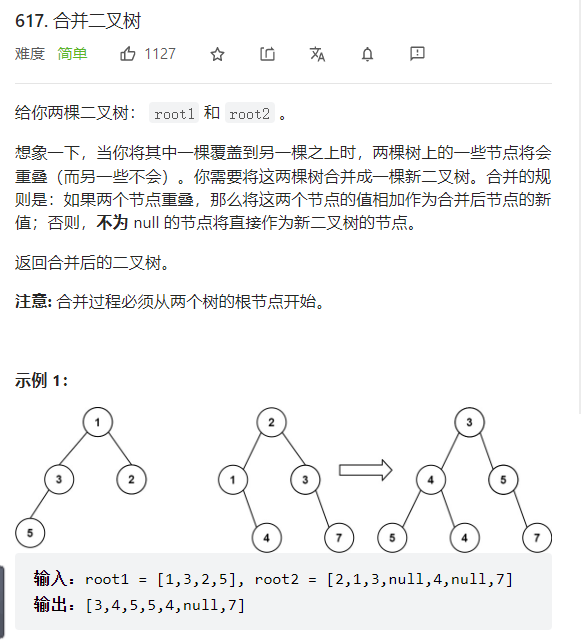 617. 合并二叉树
难度 简单 1127
给你两棵二叉树： root1 和 root2 。
想象一下，当你将其中一棵覆盖到另一棵之上时，两棵树上的一些节点将会
重叠（而另一些不会）。你需要将这两棵树合并成一棵新二叉树。合并的规
则是：如果两个节点重叠，那么将这两个节点的值相加作为合并后节点的新
值；否则，不为 null 的节点将直接作为新二叉树的节点。
返回合并后的二叉树。
注意: 合并过程必须从两个树的根节点开始。
示例 1：
1 2 3
3 2 1 3 4 5
5 4 7 5 4 7
输入：root1 = [1,3,2,5], root2 = [2,1,3,null,4,null,7]
输出：[3,4,5,5,4,null,7]